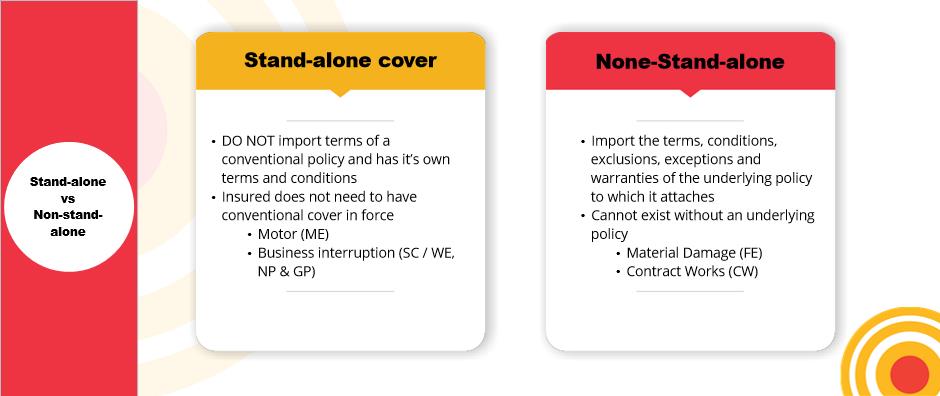 Stand-alone
vs
Non-stand-
alone
Stand-alone cover
• DO NOT import terms of a
conventional policy and has it's own
terms and conditions
• Insured does not need to have
conventional cover in force
• Motor (ME)
• Business interruption (SC / WE,
NP & GP)
None-Stand-alone
• Import the terms, conditions,
exclusions, exceptions and
warranties of the underlying policy
to which it attaches
• Cannot exist without an underlying
policy
• Material Damage (FE)
• Contract Works (CW)